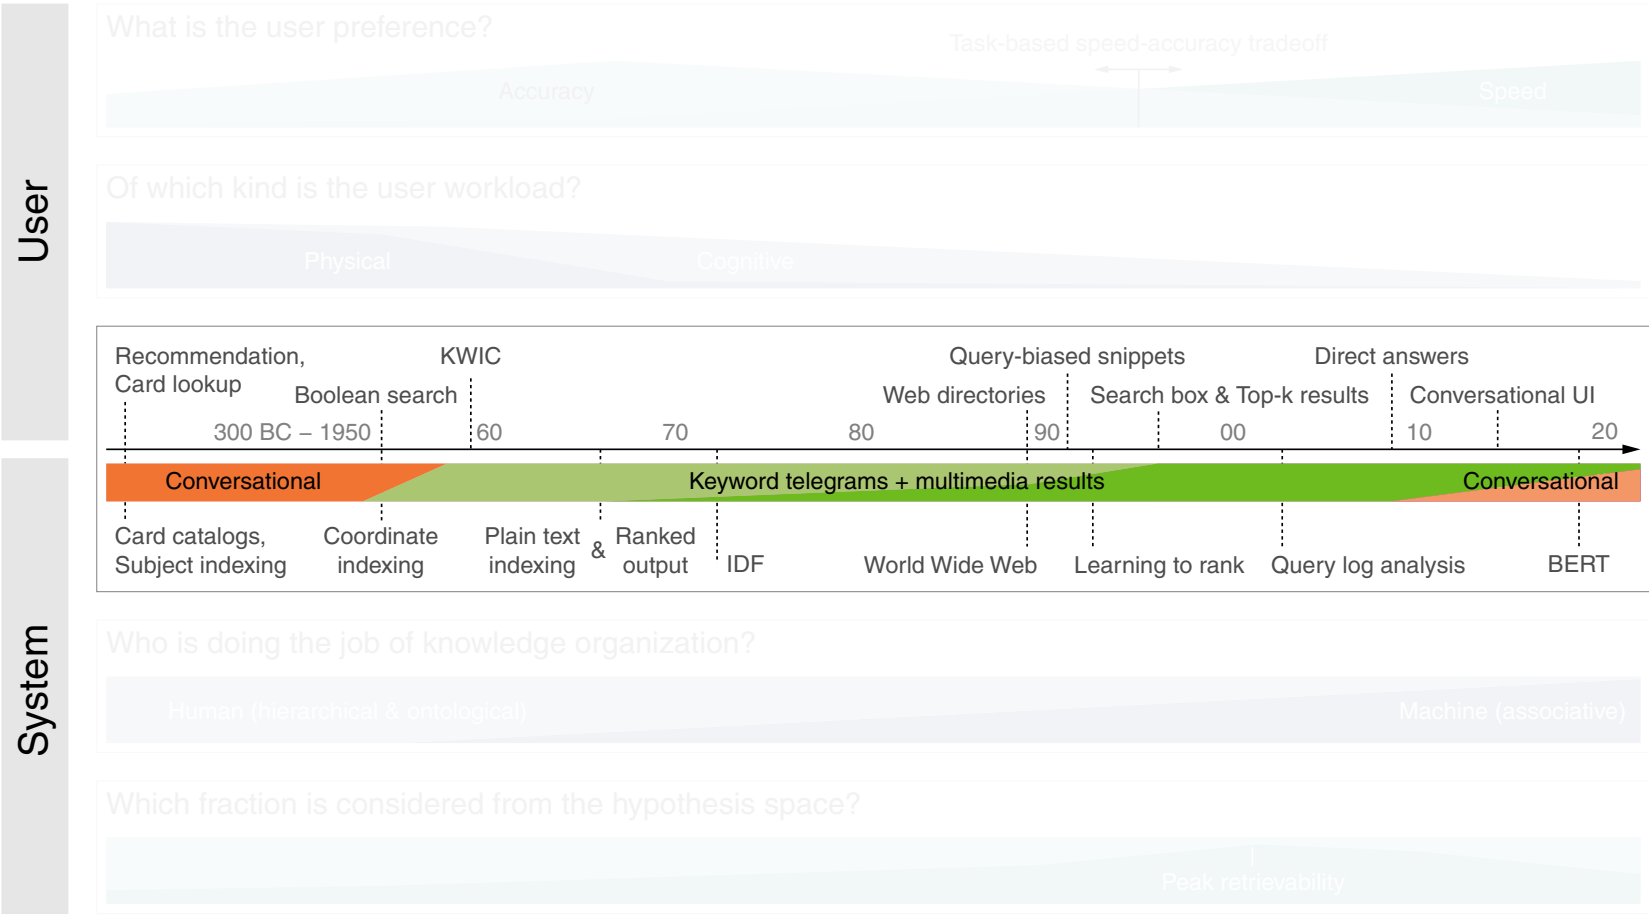 User
What is the user preference?
Task-based speed-accuracy tradeoff
Accuracy
Speed
Of which kind is the user workload?
Physical
Cognitive
Recommendation,
Card lookup
KWIC
Query-biased snippets
Direct answers
Boolean search
Web directories
Search box & Top-k results
Conversational UI
300 BC – 1950
60
70
80
90
00
10
20
Conversational
Keyword telegrams + multimedia results
Conversational
Card catalogs,
Subject indexing
Coordinate
indexing
Plain text
indexing
&
Ranked
output
IDF
World Wide Web
Learning to rank
Query log analysis
BERT
System
Who is doing the job of knowledge organization?
Human (hierarchical & ontological)
Machine (associative)
Which fraction is considered from the hypothesis space?
Peak retrievability